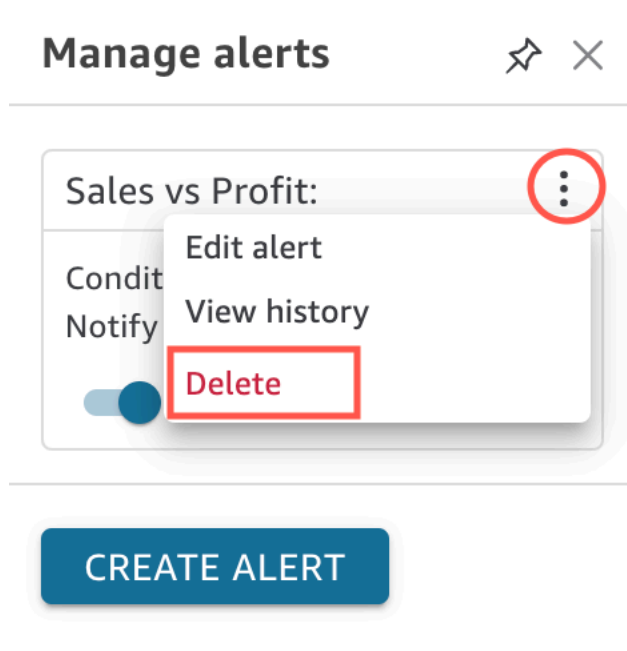 Manage alerts
Sales vs Profit:
Edit alert
Condit
View history
Notify
Delete
CREATE ALERT